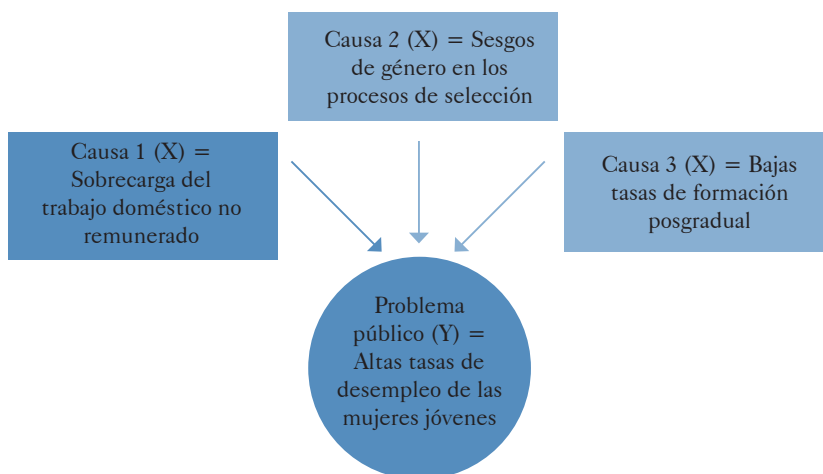 Causa 2 (X) = Sesgos
de género en los
procesos de selección
Causa 1 (X) =
Sobrecarga del
trabajo doméstico no
remunerado
Causa 3 (X) = Bajas
tasas de formación
posgradual
Problema
público (Y) =
Altas tasas de
desempleo de las
mujeres jóvenes